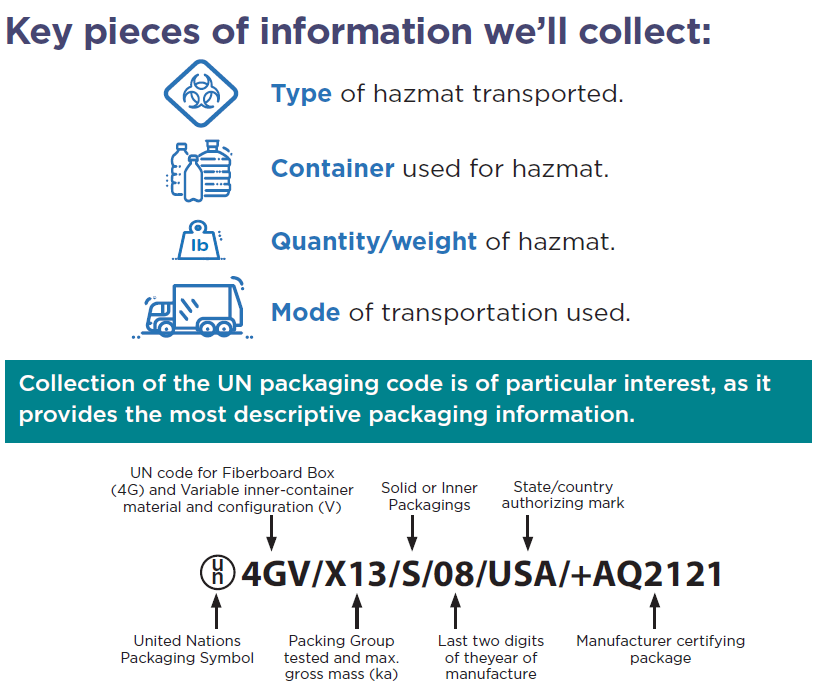 Key pieces of information we'll collect:
Type of hazmat transported.
Container used for hazmat.
lb
Quantity/weight of hazmat.
Mode of transportation used.
Collection of the UN packaging code is of particular interest, as it
provides the most descriptive packaging information.
UN code for Fiberboard Box
(4G) and Variable inner-container
material and configuration (V)
Solid or Inner
Packagings
State/country
authorizing mark
un 4GV/X13/S/08/USA/+AQ2121
United Nations
Packaging Symbol
Packing Group
tested and max.
gross mass (ka)
Last two digits
of theyear of
manufacture
Manufacturer certifying
package